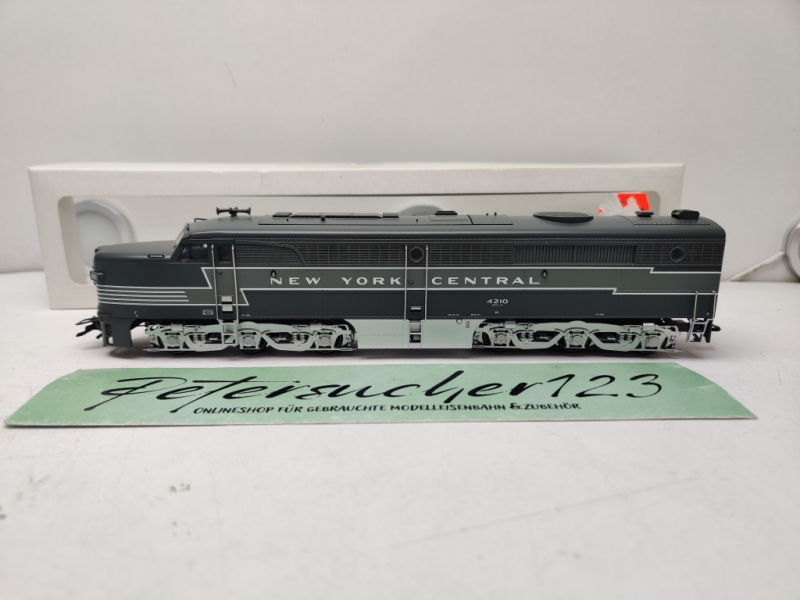 NEW YORK CENTRAL
4210
Petersucher123
ONLINESHOP FÜR GEBRAUCHTE MODELLEISENBAHN & ZUBEHÖR